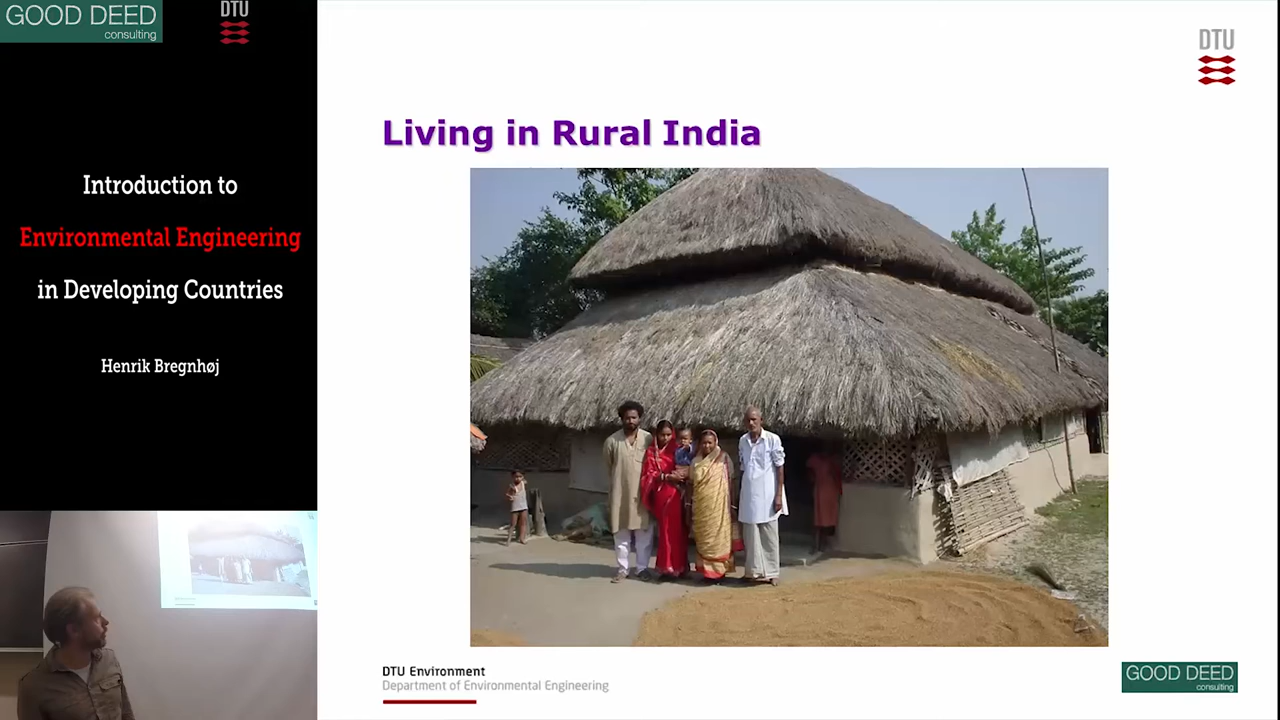 GOOD DEED
consulting
DTU
Introduction to
Environmental Engineering
in Developing Countries
Henrik Bregnhøj
DTU
Living in Rural India
DTU Environment
Department of Environmental Engineering
GOOD DEED
consulting